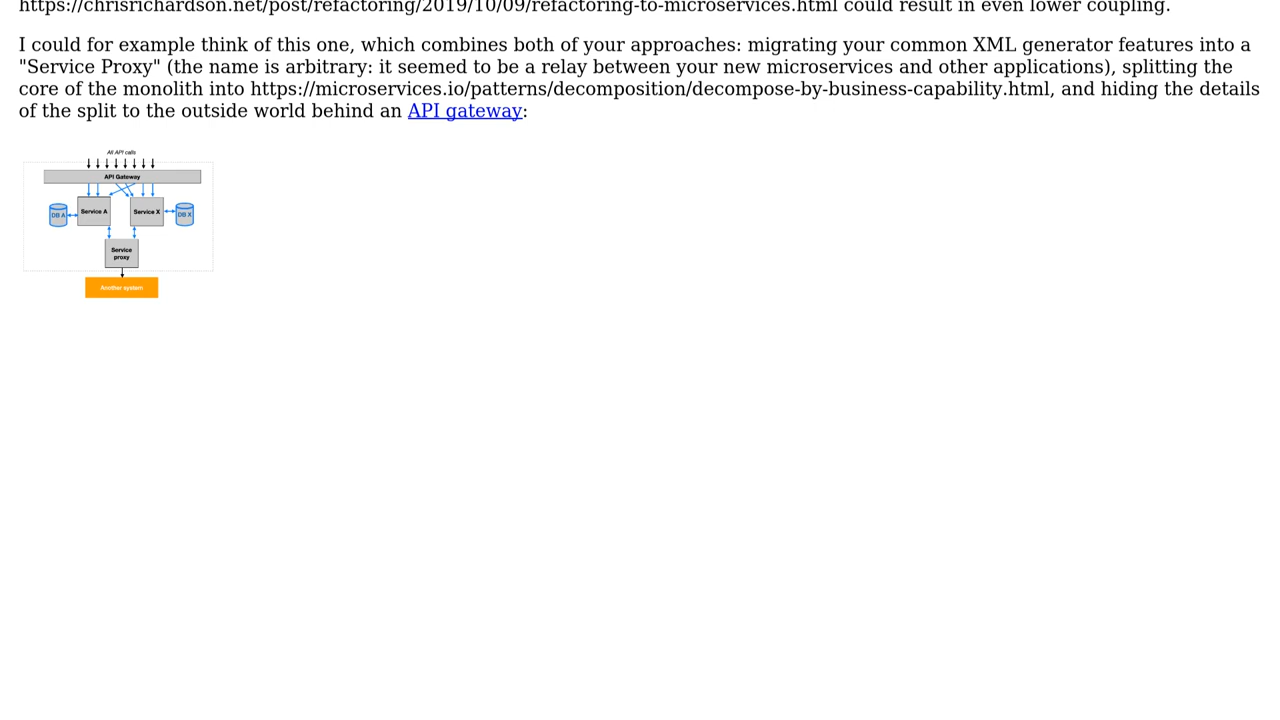 https://chrisrichardson.net/post/refactoring/2019/10/09/refactoring-to-microservices.html could result in even lower coupling.
I could for example think of this one, which combines both of your approaches: migrating your common XML generator features into a
"Service Proxy" (the name is arbitrary: it seemed to be a relay between your new microservices and other applications), splitting the
core of the monolith into https://microservices.io/patterns/decomposition/decompose-by-business-capability.html, and hiding the details
of the split to the outside world behind an API gateway:
All API calls
API Gateway
DB A
Service A
Service X
DB X
Service
proxy
Another system